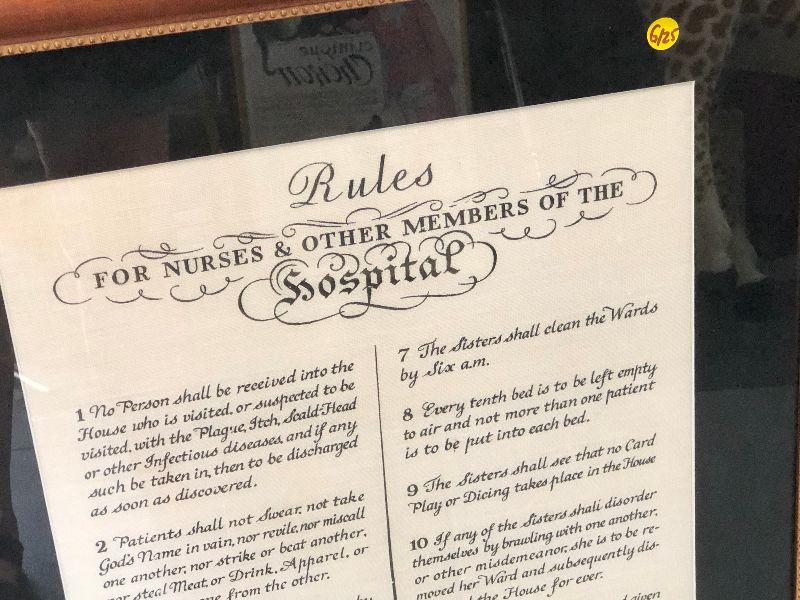 6/25
Rules
FOR NURSES & OTHER MEMBERS OF THE
Hospital
1 No Person shall be received into the
House who is visited, or suspected to be
visited, with the Plague, Itch, Scald-Head
or other Infectious diseases, and if any
such be taken in, then to be discharged
as soon as discovered.
2 Patients shall not Swear, not take
God's Name in vain, nor revile, nor miscall
one another, nor strike or beat another,
nor steal Meat, or Drink, Apparel, or
one from the other.
7 The Sisters shall clean the Wards
by Six a.m.
8 Every tenth bed is to be left empty
to air and not more than one patient
is to be put into each bed.
9 The Sisters shall see that no Card
Play or Dicing takes place in the House
10 If any of the Sisters shall disorder
themselves by brawling with one another,
or other misdemeanor, she is to be re-
moved her Ward and subsequently dis-
the House for ever.
given